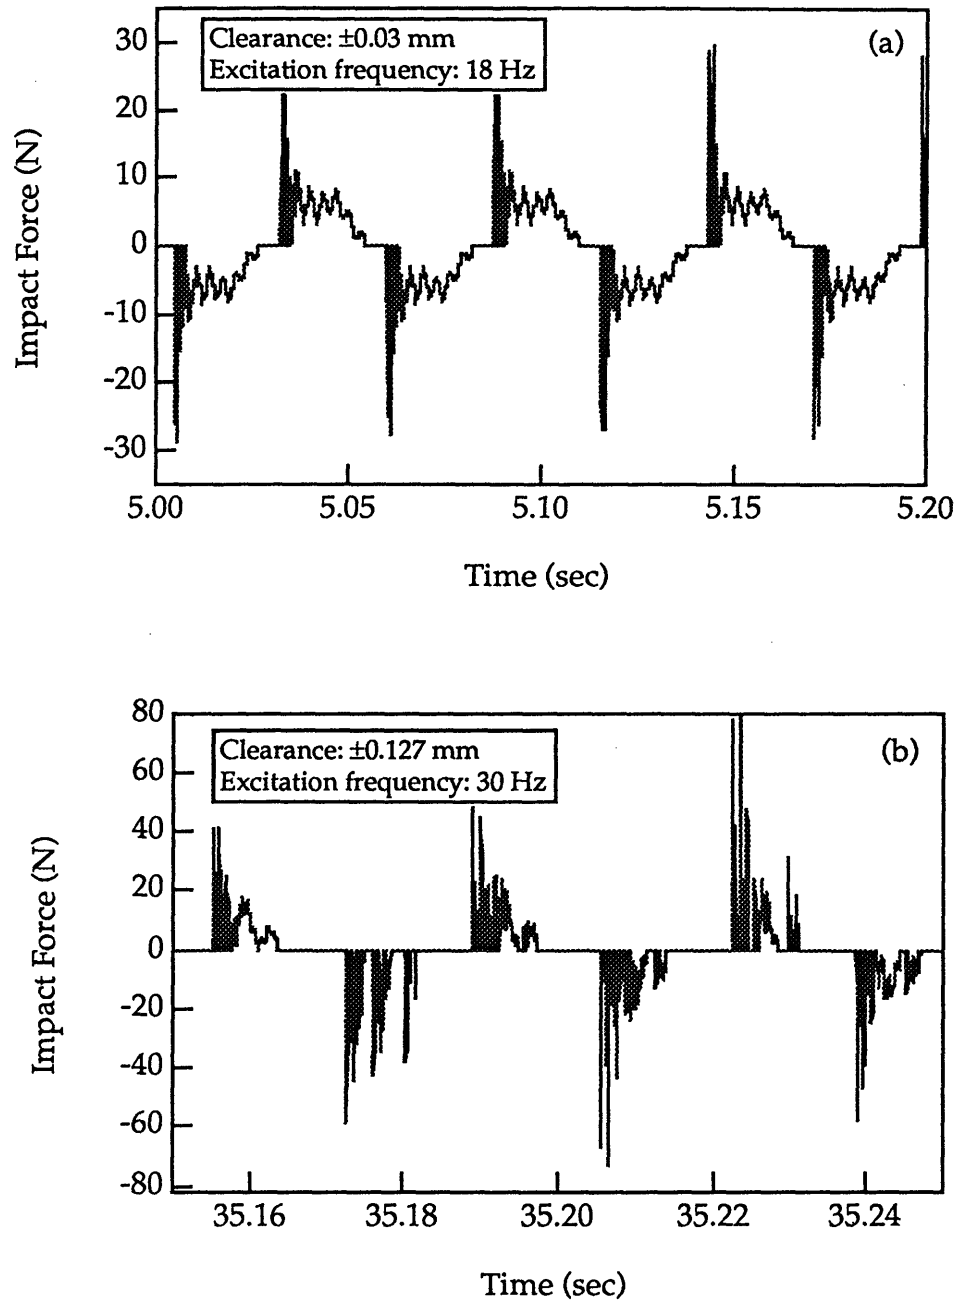 (a)
Clearance: ±0.03 mm
Excitation frequency: 18 Hz
30
20
10
0
-10
-20
-30
Impact Force (N)
5.00 5.05 5.10 5.15 5.20
Time (sec)
(b)
Clearance: ±0.127 mm
Excitation frequency: 30 Hz
80
60
40
20
0
-20
-40
-60
-80
Impact Force (N)
35.16 35.18 35.20 35.22 35.24
Time (sec)